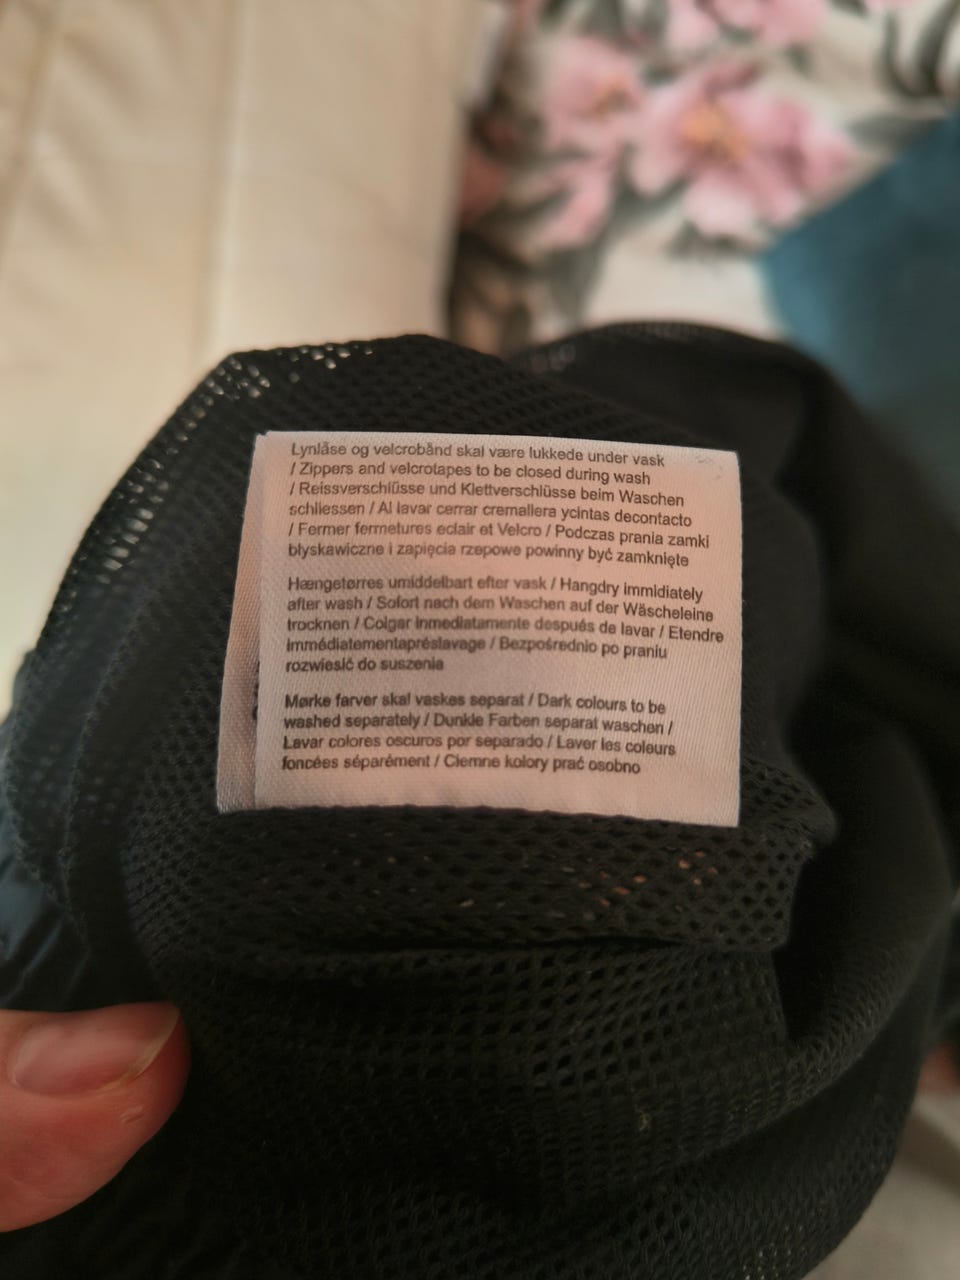 Lynlåse og velcrobånd skal være lukkede under vask
/ Zippers and velcrotapes to be closed during wash
/ Reissverschlüsse und Klettverschlüsse beim Waschen
schliessen / Al lavar cerrar cremallera ycintas decontacto
/ Fermer fermetures eclair et Velcro / Podczas prania zamki
błyskawiczne i zapięcia rzepowe powinny być zamknięte
Hængetørres umiddelbart efter vask / Hangdry immidiately
after wash / Sofort nach dem Waschen auf der Wäscheleine
trocknen / Colgar inmediatamente después de lavar / Etendre
immédiatementaprèslavage / Bezpośrednio po praniu
rozwiesić do suszenia
Mørke farver skal vaskes separat / Dark colours to be
washed separately / Dunkle Farben separat waschen /
Lavar colores oscuros por separado / Laver les coleurs
foncées séparément / Ciemne kolory prać osobno